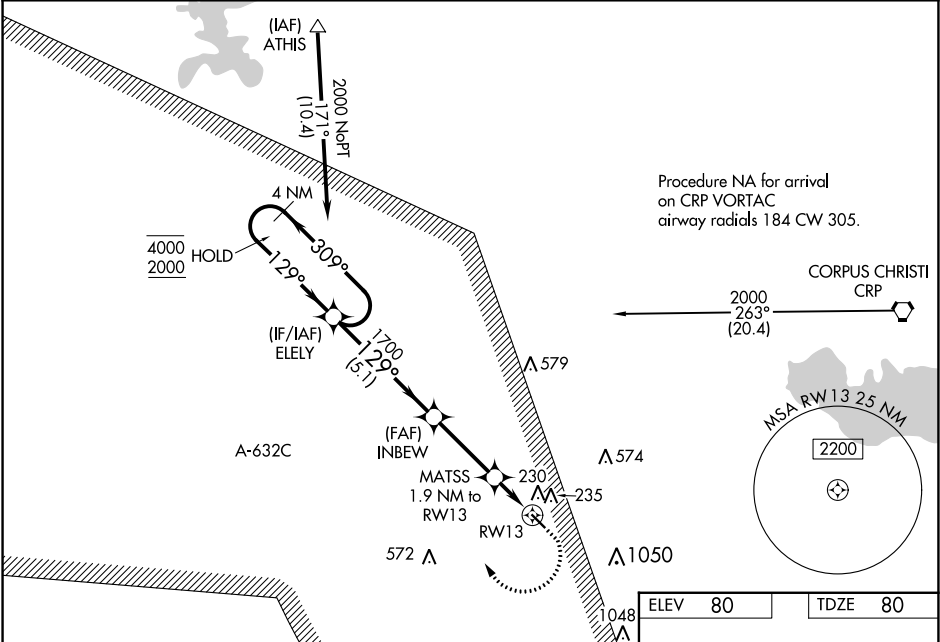 (IAF)
ATHIS
2000 NoPT
171°
(10.4)
4 NM
4000
2000
HOLD
309°
129°
(IF/IAF)
ELELY
1700
129°
(5.1)
Procedure NA for arrival
on CRP VORTAC
airway radials 184 CW 305.
CORPUS CHRISTI
CRP
2000
263°
(20.4)
579
(FAF)
INBEW
A-632C
574
MSA RW13 25 NM
2200
MATSS
1.9 NM to
RW13
230
235
RW13
572
1050
1048
ELEV 80
TDZE 80